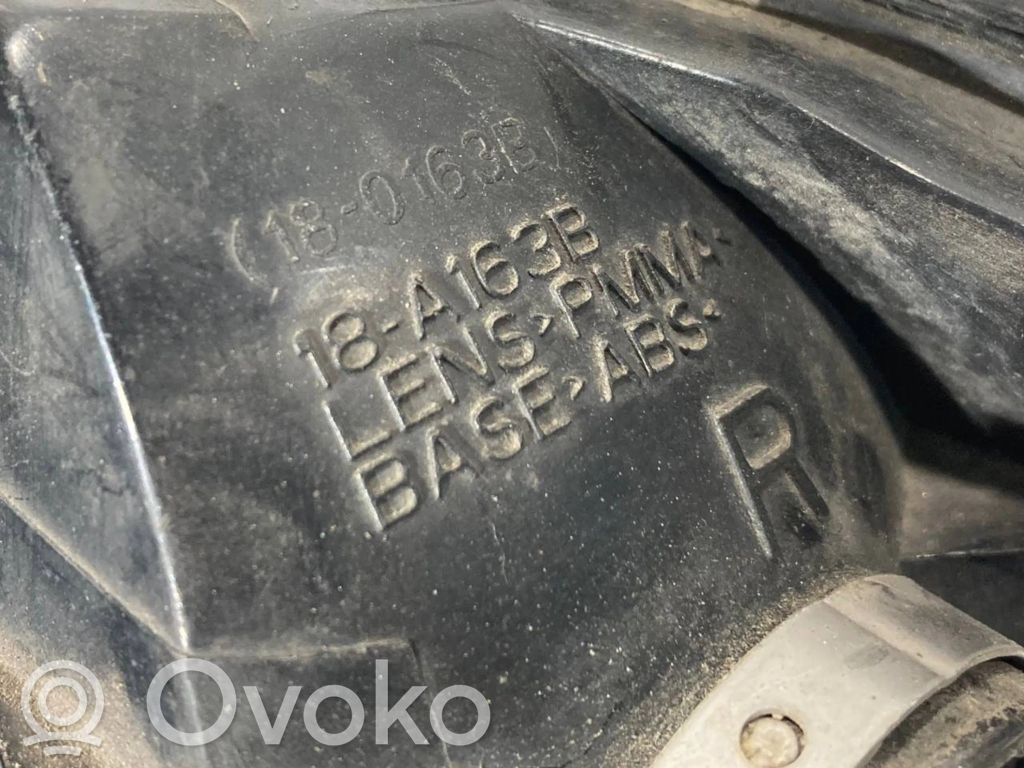 (18-0163B)
18-A163B
LENS>PMMA<
BASE>ABS<
R
Ovoko